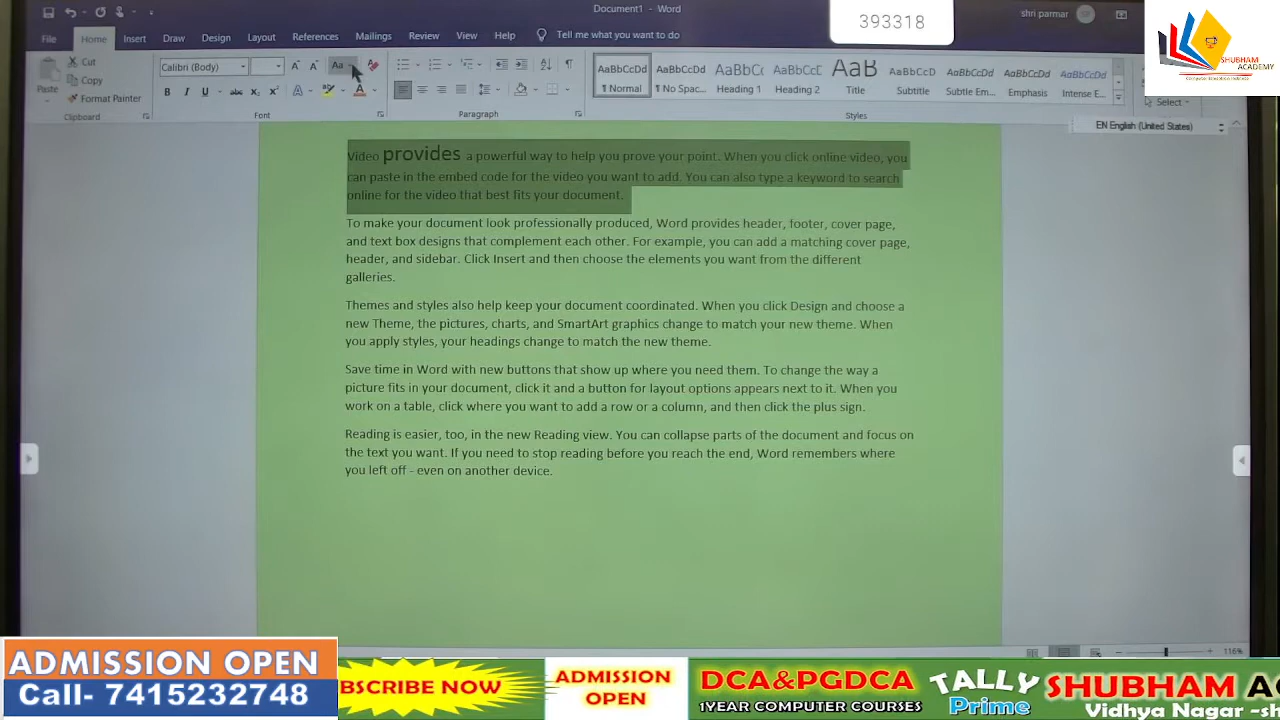 Document1 - Word
393318
shri parmar
SHUBHAM
ACADEMY
File Home Insert Draw Design Layout References Mailings Review View Help Tell me what you want to do
Cut
Copy
Format Painter
Paste
Clipboard
Calibri (Body)
Aa
B I U abc X₂ X²
Font
Paragraph
AaBbCcDd AaBbCcDd AaBbC AaBbCcC AaB AaBbCcD AaBbCcDd AaBbCcDd AaBbCcDd
¶ Normal ¶ No Spac... Heading 1 Heading 2 Title Subtitle Subtle Em... Emphasis Intense E...
Styles
Select
EN English (United States)
Video provides a powerful way to help you prove your point. When you click online video, you
can paste in the embed code for the video you want to add. You can also type a keyword to search
online for the video that best fits your document.
To make your document look professionally produced, Word provides header, footer, cover page,
and text box designs that complement each other. For example, you can add a matching cover page,
header, and sidebar. Click Insert and then choose the elements you want from the different
galleries.
Themes and styles also help keep your document coordinated. When you click Design and choose a
new Theme, the pictures, charts, and SmartArt graphics change to match your new theme. When
you apply styles, your headings change to match the new theme.
Save time in Word with new buttons that show up where you need them. To change the way a
picture fits in your document, click it and a button for layout options appears next to it. When you
work on a table, click where you want to add a row or a column, and then click the plus sign.
Reading is easier, too, in the new Reading view. You can collapse parts of the document and focus on
the text you want. If you need to stop reading before you reach the end, Word remembers where
you left off - even on another device.
116%
ADMISSION OPEN
Call- 7415232748
BSCRIBE NOW
ADMISSION
OPEN
DCA&PGDCA
1YEAR COMPUTER COURSES
TALLY
Prime
SHUBHAM AC
Vidhya Nagar -sh